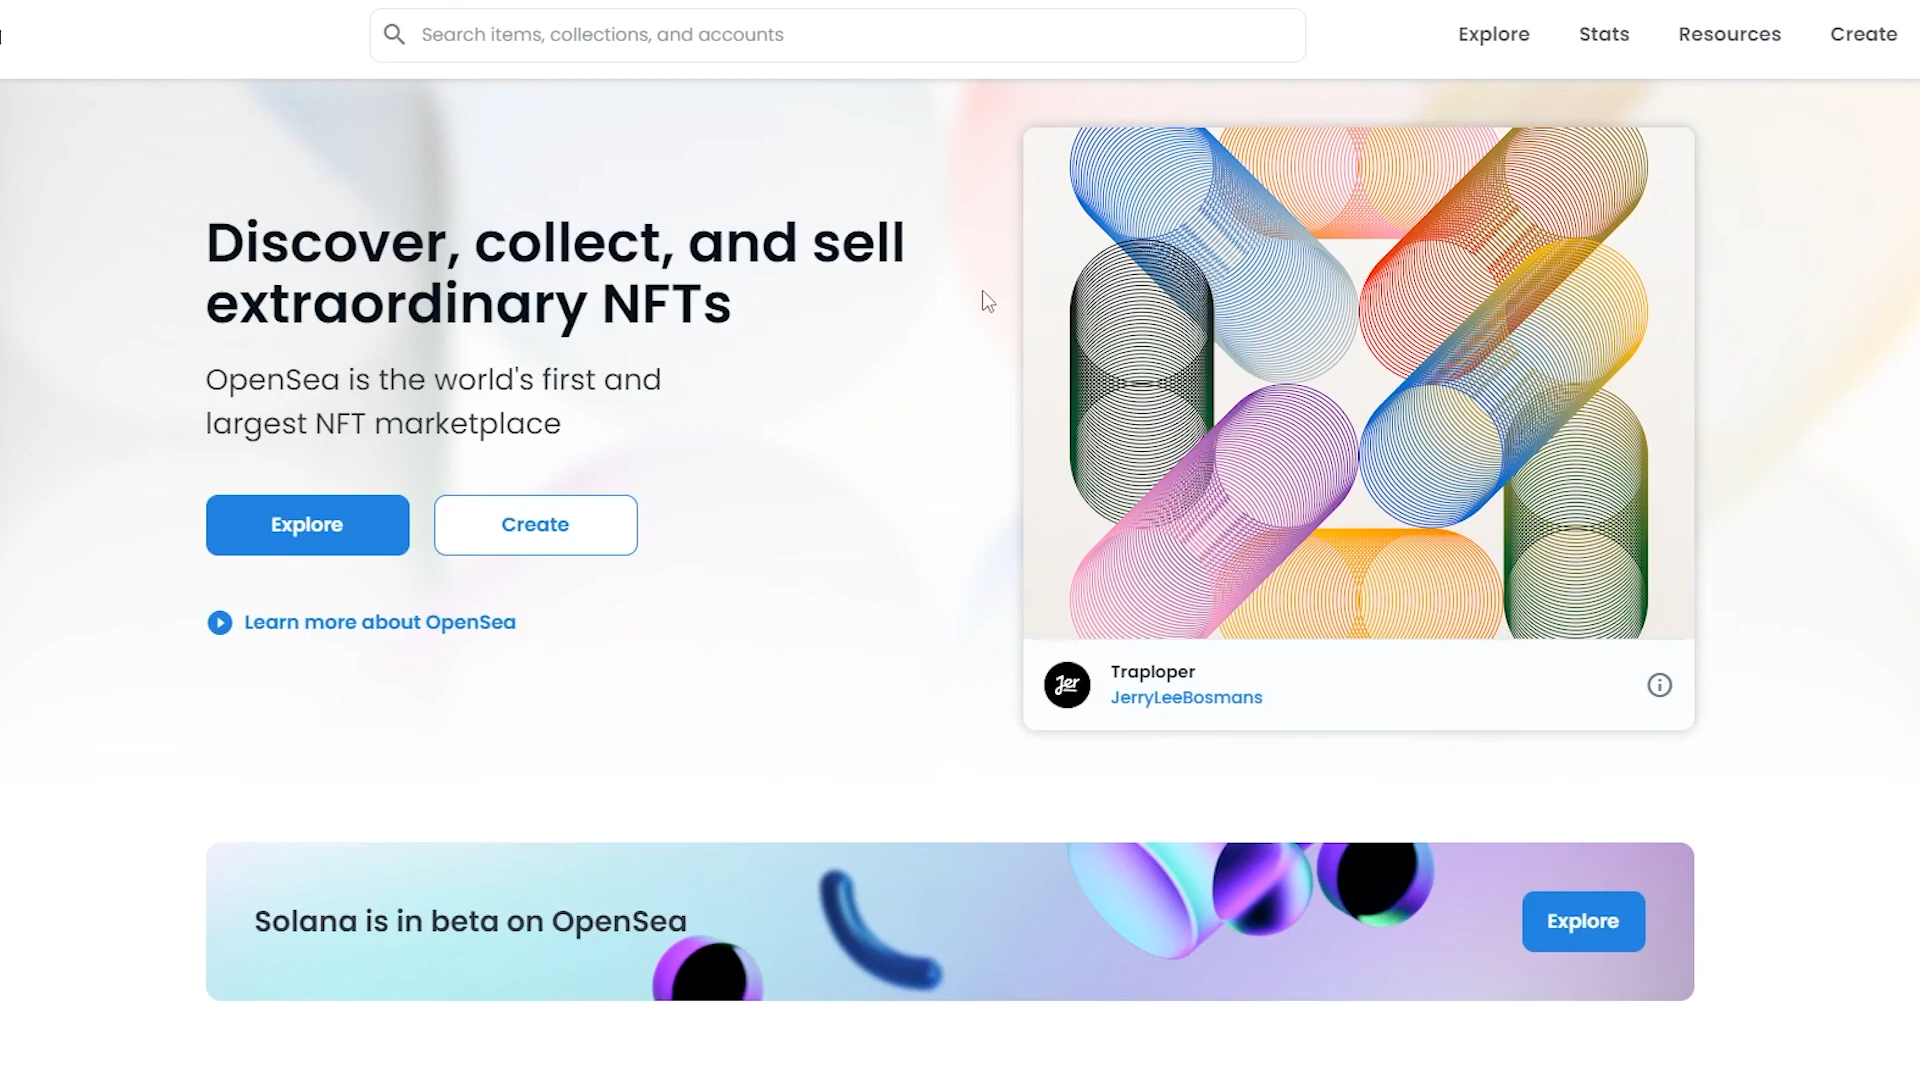 Search items, collections, and accounts
Explore
Stats
Resources
Create
Discover, collect, and sell
extraordinary NFTs
OpenSea is the world's first and
largest NFT marketplace
Explore
Create
Learn more about OpenSea
Jer
Traploper
JerryLeeBosmans
Solana is in beta on OpenSea
Explore